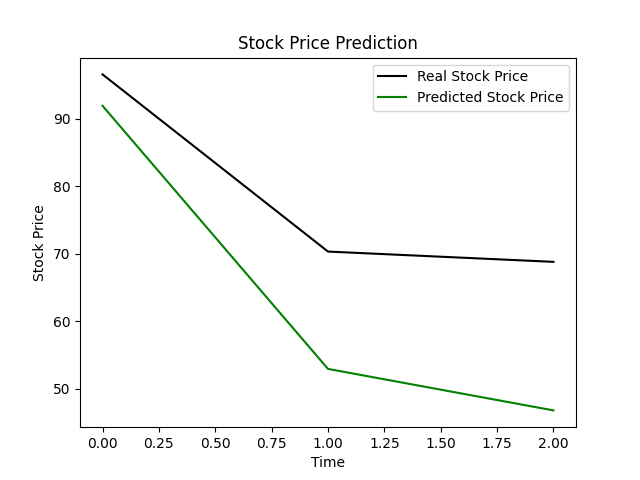 Stock Price Prediction
Real Stock Price
Predicted Stock Price
Stock Price
90
80
70
60
50
0.00 0.25 0.50 0.75 1.00 1.25 1.50 1.75 2.00
Time